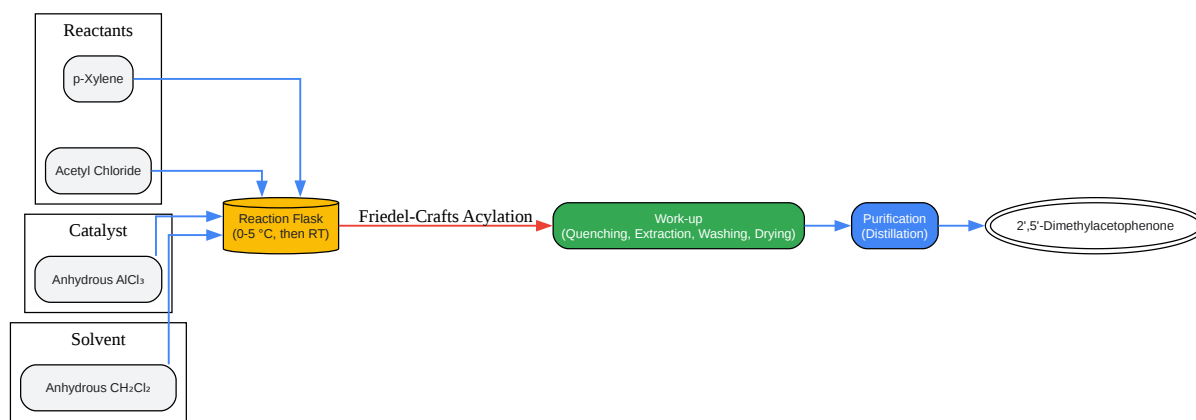 Reactants
p-Xylene
Acetyl Chloride
Catalyst
Anhydrous AlCl₃
Solvent
Anhydrous CH₂Cl₂
Reaction Flask
(0-5 °C, then RT)
Friedel-Crafts Acylation
Work-up
(Quenching, Extraction, Washing, Drying)
Purification
(Distillation)
2',5'-Dimethylacetophenone